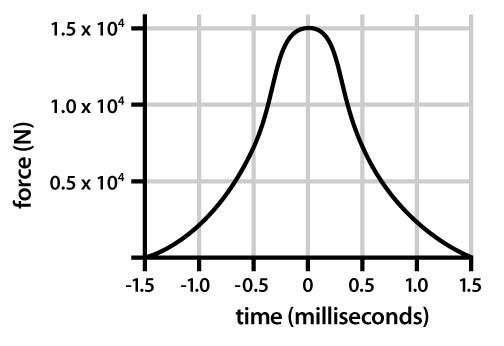 1.5 x 10⁴
1.0 x 10⁴
0.5 x 10⁴
force (N)
-1.5 -1.0 -0.5 0 0.5 1.0 1.5
time (milliseconds)